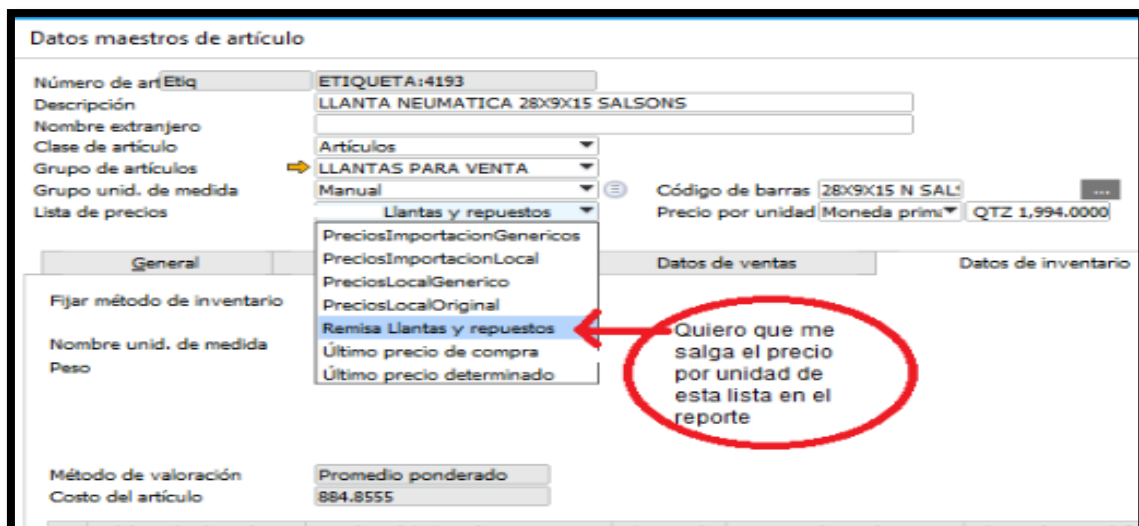 Datos maestros de artículo
Número de art Etiq ETIQUETA:4193
Descripción LLANTA NEUMATICA 28X9X15 SALSONS
Nombre extranjero
Clase de artículo Artículos
Grupo de artículos LLANTAS PARA VENTA
Grupo unid. de medida Manual Código de barras 28X9X15 N SAL ...
Lista de precios Llantas y repuestos Precio por unidad Moneda prim QTZ 1,994.0000
PreciosImportacionGenericos
General PreciosImportacionLocal Datos de ventas Datos de inventario
PreciosLocalGenerico
Fijar método de inventario PreciosLocalOriginal
Remisa Llantas y repuestos
Nombre unid. de medida Último precio de compra
Peso Último precio determinado
Quiero que me
salga el precio
por unidad de
esta lista en el
reporte
Método de valoración Promedio ponderado
Costo del artículo 884.8555